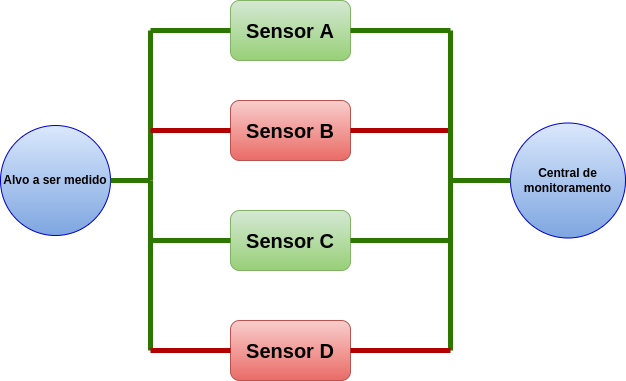 Sensor A
Sensor B
Alvo a ser medido
Central de
monitoramento
Sensor C
Sensor D